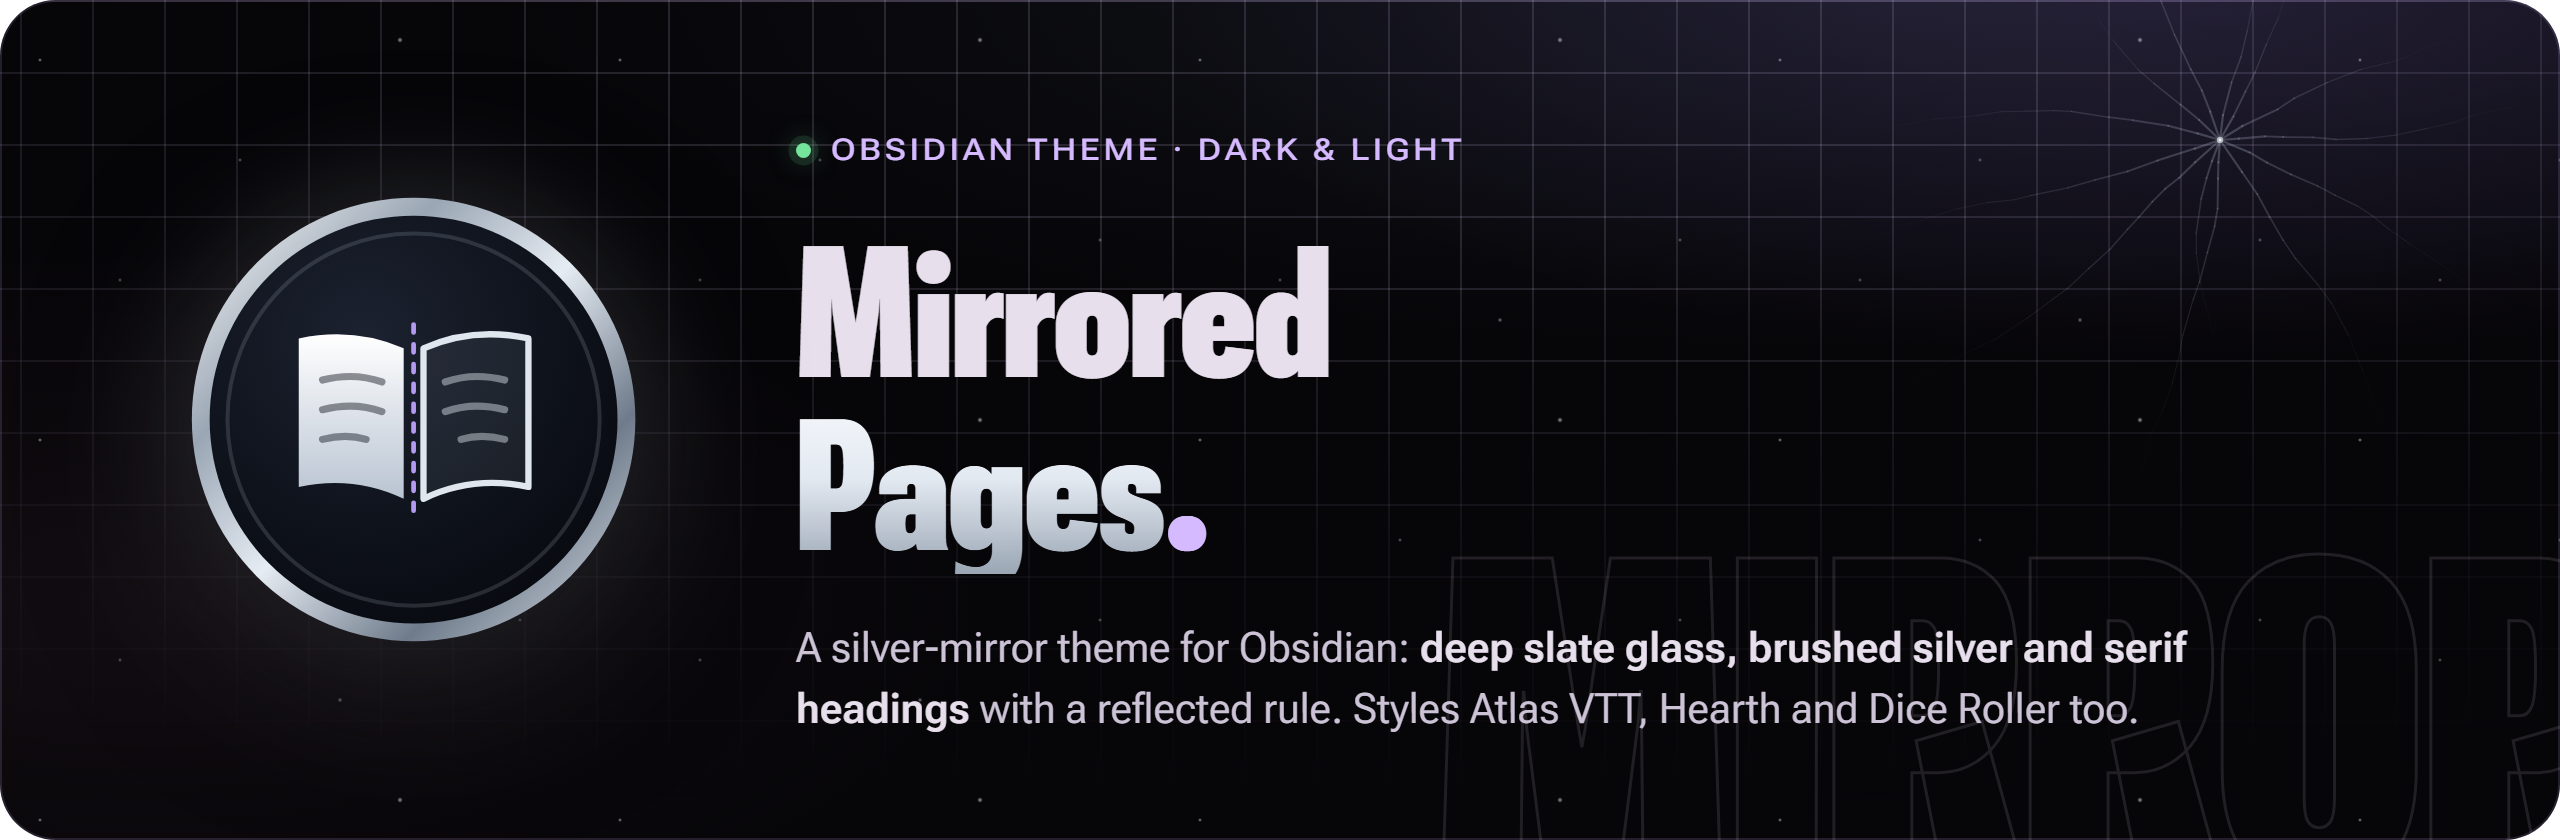 OBSIDIAN THEME · DARK & LIGHT
Mirrored
Pages.
A silver-mirror theme for Obsidian: deep slate glass, brushed silver and serif
headings with a reflected rule. Styles Atlas VTT, Hearth and Dice Roller too.
MIRROR